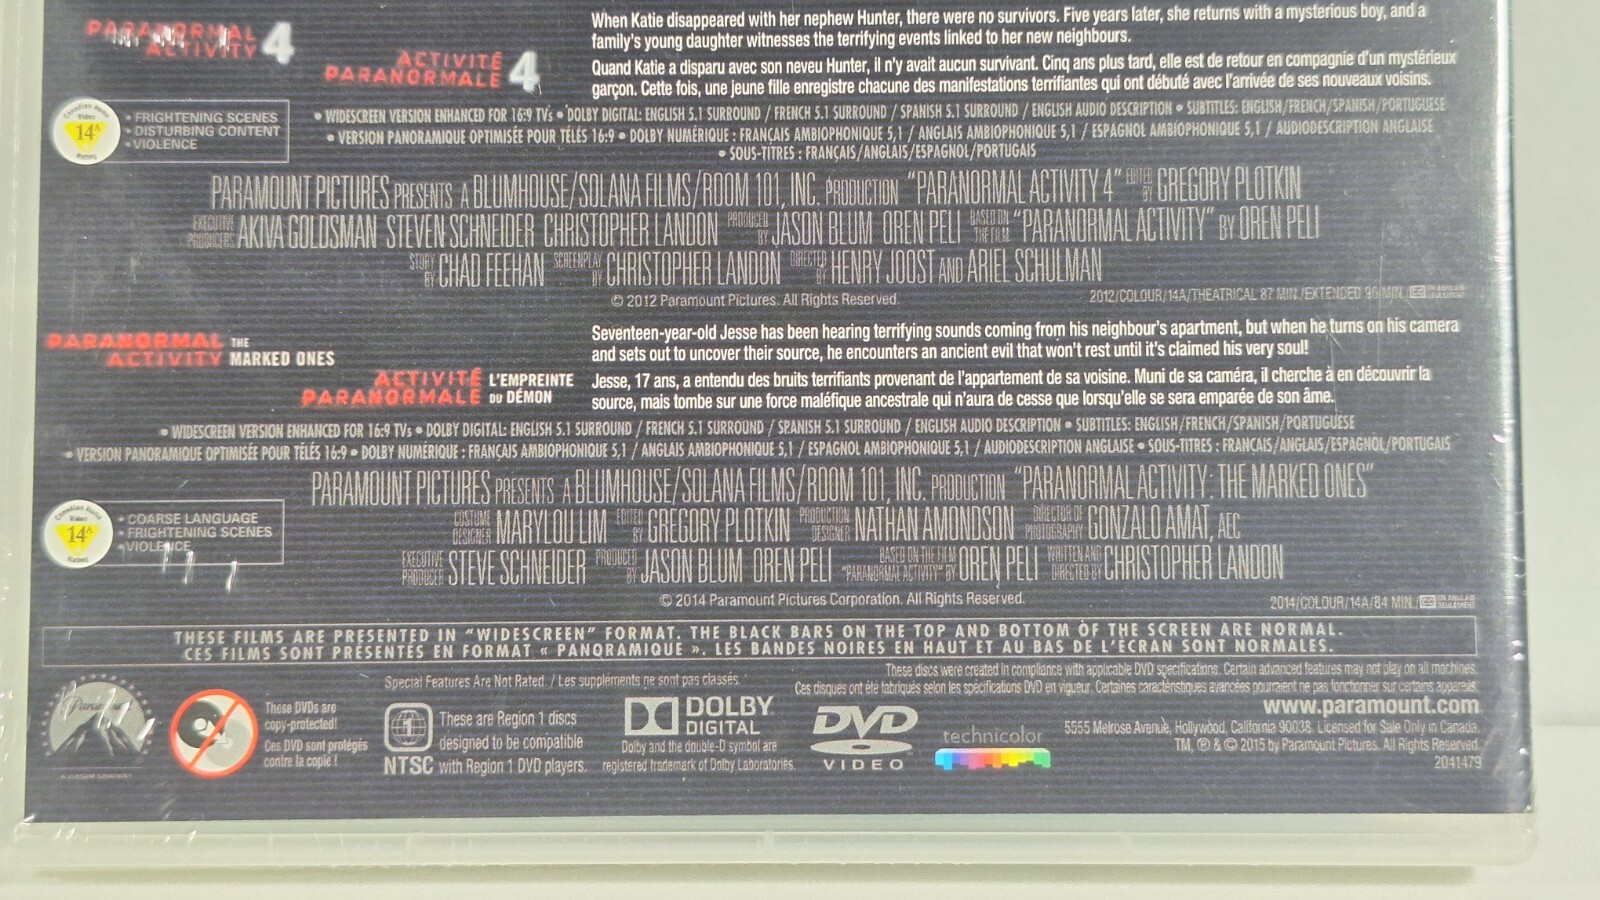 PARANORMAL
ACTIVITY 4
ACTIVITÉ
PARANORMALE 4
When Katie disappeared with her nephew Hunter, there were no survivors. Five years later, she returns with a mysterious boy, and a
family's young daughter witnesses the terrifying events linked to her new neighbours.
Quand Katie a disparu avec son neveu Hunter, il n'y avait aucun survivant. Cinq ans plus tard, elle est de retour en compagnie d'un mystérieux
garçon. Cette fois, une jeune fille enregistre chacune des manifestations terrifiantes qui ont débuté avec l'arrivée de ses nouveaux voisins.
Canadian Home
Video
14A
Rating
• FRIGHTENING SCENES
• DISTURBING CONTENT
• VIOLENCE
• WIDESCREEN VERSION ENHANCED FOR 16:9 TVs • DOLBY DIGITAL: ENGLISH 5.1 SURROUND / FRENCH 5.1 SURROUND / SPANISH 5.1 SURROUND / ENGLISH AUDIO DESCRIPTION • SUBTITLES: ENGLISH/FRENCH/SPANISH/PORTUGUESE
• VERSION PANORAMIQUE OPTIMISÉE POUR TÉLÉS 16:9 • DOLBY NUMÉRIQUE : FRANÇAIS AMBIOPHONIQUE 5,1 / ANGLAIS AMBIOPHONIQUE 5,1 / ESPAGNOL AMBIOPHONIQUE 5,1 / AUDIODESCRIPTION ANGLAISE
• SOUS-TITRES : FRANÇAIS/ANGLAIS/ESPAGNOL/PORTUGAIS
PARAMOUNT PICTURES PRESENTS A BLUMHOUSE/SOLANA FILMS/ROOM 101, INC. PRODUCTION "PARANORMAL ACTIVITY 4" EDITED BY GREGORY PLOTKIN
EXECUTIVE PRODUCERS AKIVA GOLDSMAN STEVEN SCHNEIDER CHRISTOPHER LANDON PRODUCED BY JASON BLUM OREN PELI BASED ON THE FILM "PARANORMAL ACTIVITY" BY OREN PELI
STORY BY CHAD FEEHAN SCREENPLAY BY CHRISTOPHER LANDON DIRECTED BY HENRY JOOST AND ARIEL SCHULMAN
© 2012 Paramount Pictures. All Rights Reserved.
2012/COLOUR/14A/THEATRICAL 87 MIN./EXTENDED 96 MIN./ CC EN ANGLAIS SEULEMENT
PARANORMAL THE
ACTIVITY MARKED ONES
ACTIVITÉ L'EMPREINTE
PARANORMALE DU DÉMON
Seventeen-year-old Jesse has been hearing terrifying sounds coming from his neighbour's apartment, but when he turns on his camera
and sets out to uncover their source, he encounters an ancient evil that won't rest until it's claimed his very soul!
Jesse, 17 ans, a entendu des bruits terrifiants provenant de l'appartement de sa voisine. Muni de sa caméra, il cherche à en découvrir la
source, mais tombe sur une force maléfique ancestrale qui n'aura de cesse que lorsqu'elle se sera emparée de son âme.
• WIDESCREEN VERSION ENHANCED FOR 16:9 TVs • DOLBY DIGITAL: ENGLISH 5.1 SURROUND / FRENCH 5.1 SURROUND / SPANISH 5.1 SURROUND / ENGLISH AUDIO DESCRIPTION • SUBTITLES: ENGLISH/FRENCH/SPANISH/PORTUGUESE
• VERSION PANORAMIQUE OPTIMISÉE POUR TÉLÉS 16:9 • DOLBY NUMÉRIQUE : FRANÇAIS AMBIOPHONIQUE 5,1 / ANGLAIS AMBIOPHONIQUE 5,1 / ESPAGNOL AMBIOPHONIQUE 5,1 / AUDIODESCRIPTION ANGLAISE • SOUS-TITRES : FRANÇAIS/ANGLAIS/ESPAGNOL/PORTUGAIS
PARAMOUNT PICTURES PRESENTS A BLUMHOUSE/SOLANA FILMS/ROOM 101, INC. PRODUCTION "PARANORMAL ACTIVITY: THE MARKED ONES"
Canadian Home
Video
14A
Rating
• COARSE LANGUAGE
• FRIGHTENING SCENES
• VIOLENCE
COSTUME DESIGNER MARYLOU LIM EDITED BY GREGORY PLOTKIN PRODUCTION DESIGNER NATHAN AMONDSON DIRECTOR OF PHOTOGRAPHY GONZALO AMAT, AEC
EXECUTIVE PRODUCER STEVE SCHNEIDER PRODUCED BY JASON BLUM OREN PELI BASED ON THE FILM "PARANORMAL ACTIVITY" BY OREN PELI WRITTEN AND DIRECTED BY CHRISTOPHER LANDON
© 2014 Paramount Pictures Corporation. All Rights Reserved.
2014/COLOUR/14A/84 MIN./ CC EN ANGLAIS SEULEMENT
THESE FILMS ARE PRESENTED IN "WIDESCREEN" FORMAT. THE BLACK BARS ON THE TOP AND BOTTOM OF THE SCREEN ARE NORMAL.
CES FILMS SONT PRÉSENTÉS EN FORMAT « PANORAMIQUE ». LES BANDES NOIRES EN HAUT ET AU BAS DE L'ÉCRAN SONT NORMALES.
Paramount
These DVDs are
copy-protected!
Ces DVD sont protégés
contre la copie !
Special Features Are Not Rated. / Les suppléments ne sont pas classés.
1
NTSC
These are Region 1 discs
designed to be compatible
with Region 1 DVD players.
DOLBY
DIGITAL
Dolby and the double-D symbol are
registered trademark of Dolby Laboratories.
DVD
VIDEO
technicolor
These discs were created in compliance with applicable DVD specifications. Certain advanced features may not play on all machines.
Ces disques ont été fabriqués selon les spécifications DVD en vigueur. Certaines caractéristiques avancées pourraient ne pas fonctionner sur certains appareils.
www.paramount.com
5555 Melrose Avenue, Hollywood, California 90038. Licensed for Sale Only in Canada.
TM, ® & © 2015 by Paramount Pictures. All Rights Reserved.
2041479